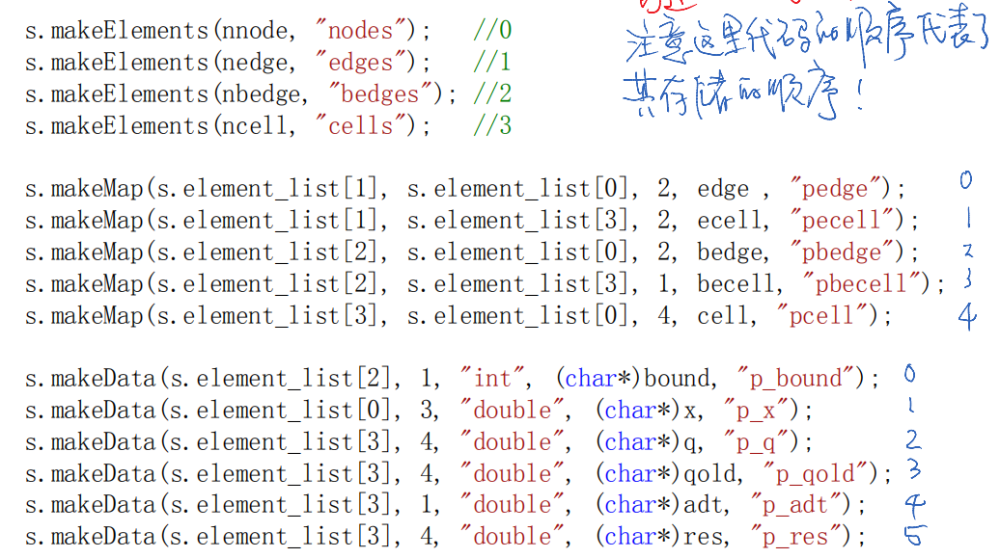 s.makeElements(nnode, "nodes"); //0
注意这里代码的顺序代表了
s.makeElements(nedge, "edges"); //1
s.makeElements(nbedge, "bedges"); //2
其存储的顺序！
s.makeElements(ncell, "cells"); //3
s.makeMap(s.element_list[1], s.element_list[0], 2, edge , "pedge"); 0
s.makeMap(s.element_list[1], s.element_list[3], 2, ecell, "pecell"); 1
s.makeMap(s.element_list[2], s.element_list[0], 2, bedge, "pbedge"); 2
s.makeMap(s.element_list[2], s.element_list[3], 1, becell, "pbecell"); 3
s.makeMap(s.element_list[3], s.element_list[0], 4, cell, "pcell"); 4
s.makeData(s.element_list[2], 1, "int", (char*)bound, "p_bound"); 0
s.makeData(s.element_list[0], 3, "double", (char*)x, "p_x"); 1
s.makeData(s.element_list[3], 4, "double", (char*)q, "p_q"); 2
s.makeData(s.element_list[3], 4, "double", (char*)qold, "p_qold"); 3
s.makeData(s.element_list[3], 1, "double", (char*)adt, "p_adt"); 4
s.makeData(s.element_list[3], 4, "double", (char*)res, "p_res"); 5